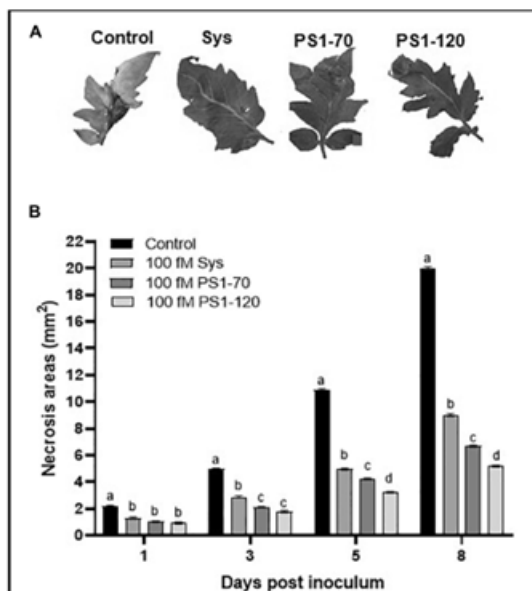 A
Control Sys PS1-70 PS1-120
B
Necrosis areas (mm²)
22
20
18
16
14
12
10
8
6
4
2
0
Control
100 fM Sys
100 fM PS1-70
100 fM PS1-120
a b b b
a b c c
a b c d
a b c d
1 3 5 8
Days post inoculum